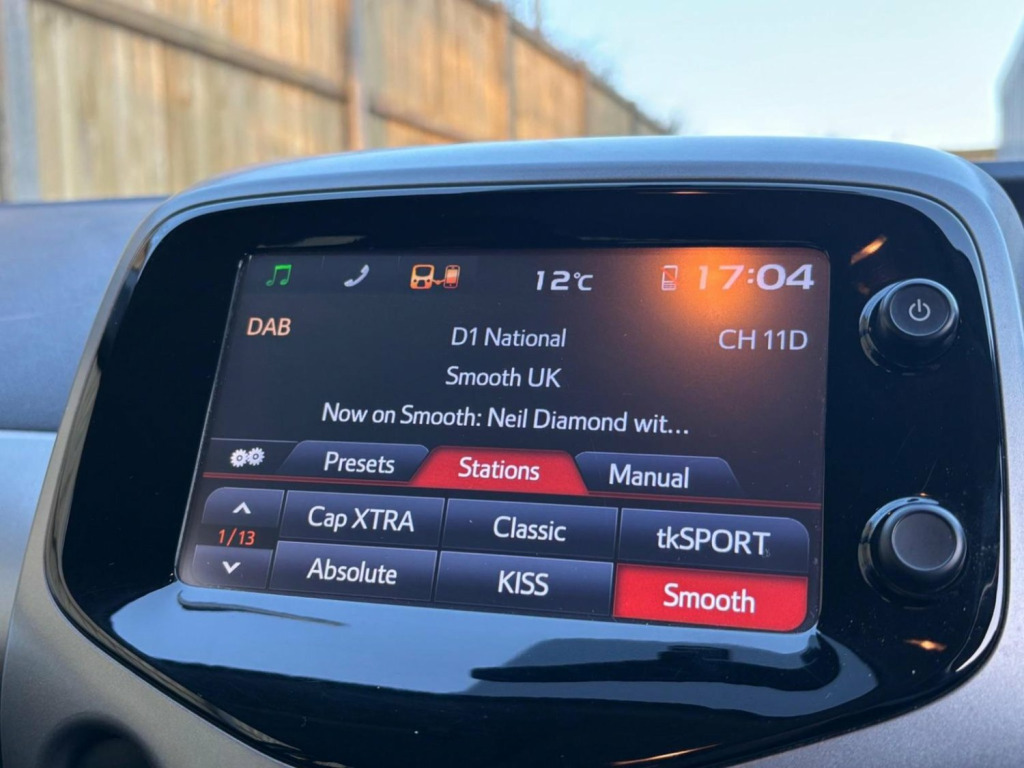 12°C 17:04
DAB D1 National CH 11D
Smooth UK
Now on Smooth: Neil Diamond wit...
Presets Stations Manual
1/13 Cap XTRA Classic tkSPORT
Absolute KISS Smooth